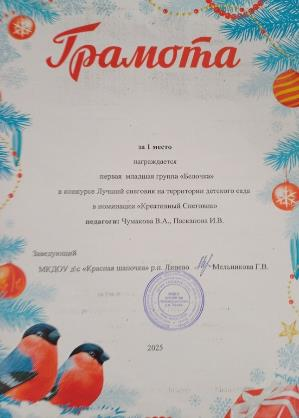 Грамота
за 1 место
награждается
первая младшая группа «Белочка»
в конкурсе Лучший снеговик на территории детского сада
в номинации «Креативный Снеговик»
педагоги: Чумакова В.А., Пасканова И.В.
Заведующий
МКДОУ д\с «Красная шапочка» р.п. Линево Мельникова Г.В.
2025